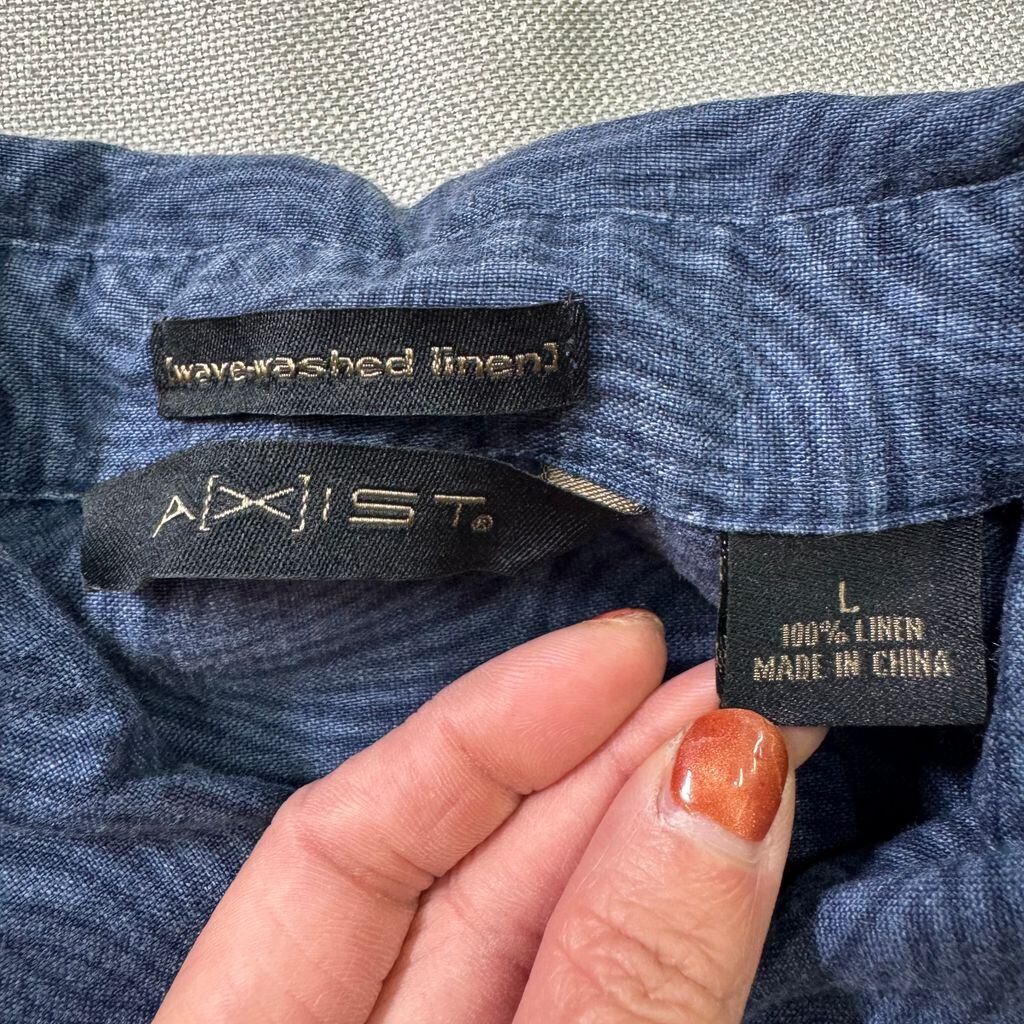 [wave-washed linen]
A[X]IST®
L
100% LINEN
MADE IN CHINA